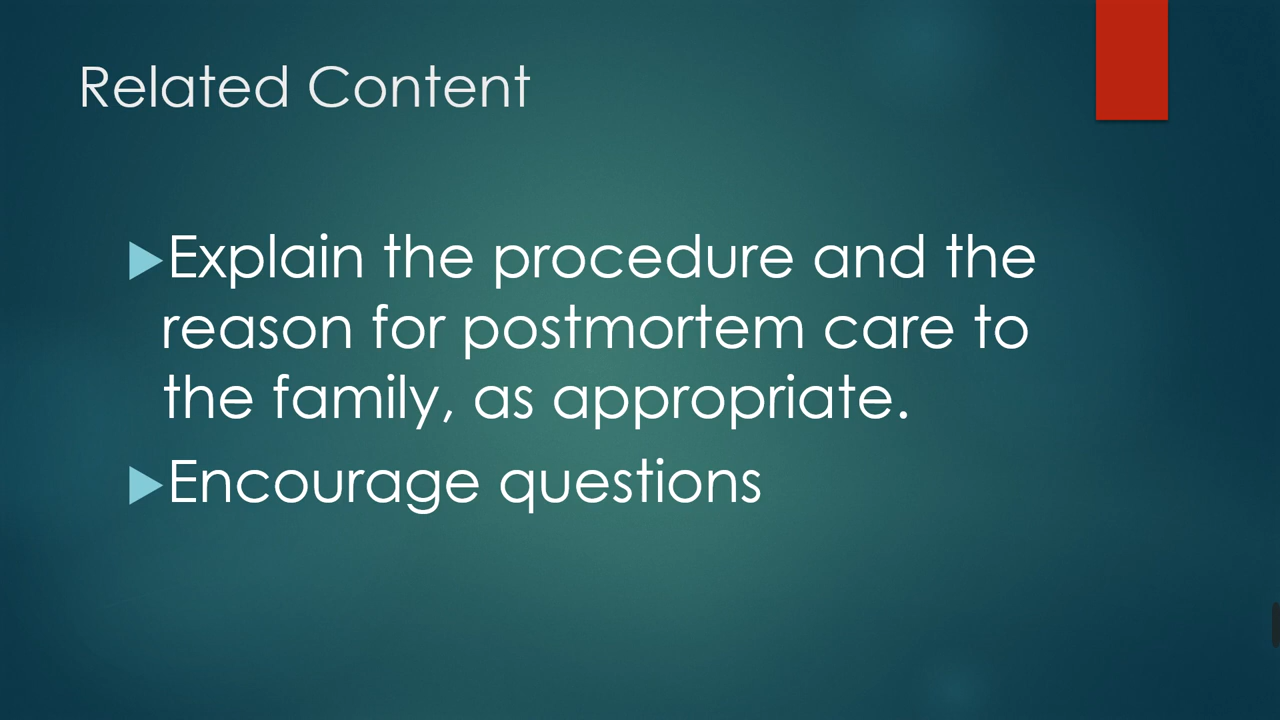 Related Content
Explain the procedure and the
reason for postmortem care to
the family, as appropriate.
Encourage questions